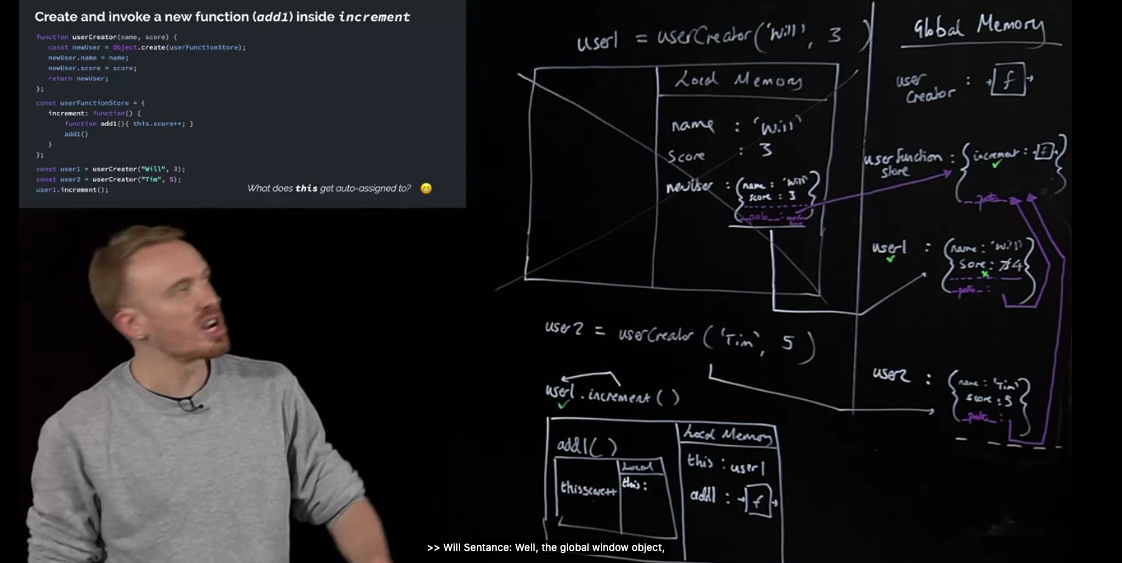 Create and invoke a new function (add1) inside increment
function userCreator(name, score) {
const newUser = Object.create(userFunctionStore);
newUser.name = name;
newUser.score = score;
return newUser;
};
const userFunctionStore = {
increment: function() {
function add1(){ this.score++; }
add1()
}
};
const user1 = userCreator("Will", 3);
const user2 = userCreator("Tim", 5);
user1.increment();
What does this get auto-assigned to?
user1 = userCreator('Will', 3)
Local Memory
name : 'Will'
score : 3
newUser : {name : 'Will'
score : 3
__proto__ :
user2 = userCreator('Tim', 5)
user1.increment()
add1()
Local
this.score++
this:
Local Memory
this : user1
add1 : f
Global Memory
user Creator : f
userFunction store : {increment : f
__proto__
}
user1 : {name : 'Will'
score : 3 4
__proto__ :
}
user2 : {name : 'Tim'
score : 5
__proto__ :
}
>> Will Sentance: Well, the global window object,